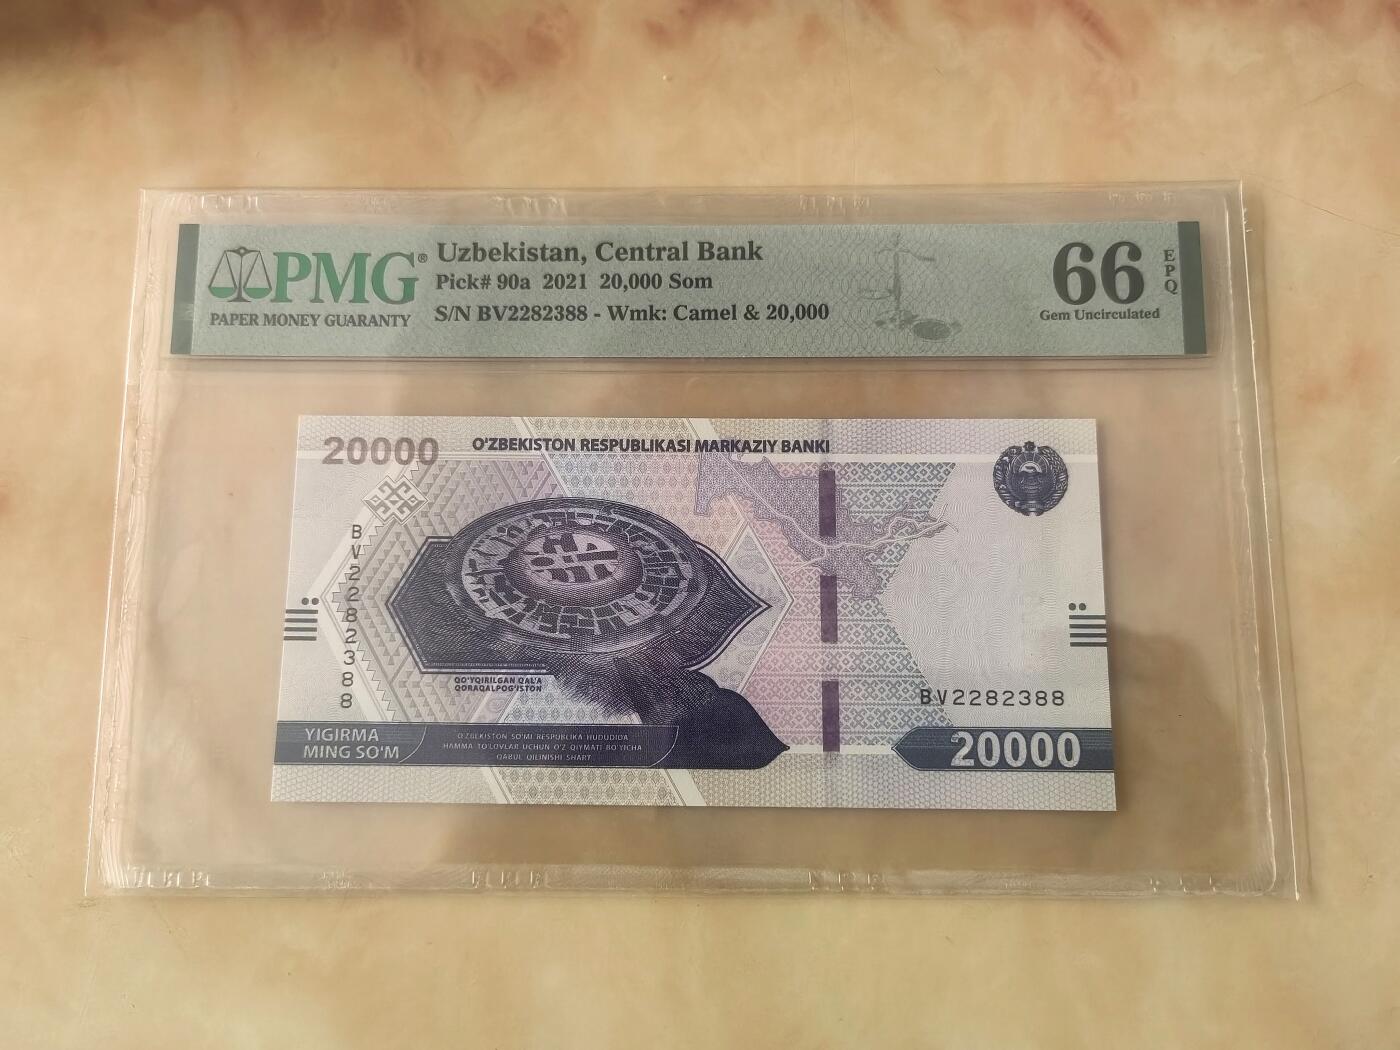 PMG®
PAPER MONEY GUARANTY
Uzbekistan, Central Bank
Pick# 90a 2021 20,000 Som
S/N BV2282388 - Wmk: Camel & 20,000
66
EPQ
Gem Uncirculated
20000
O'ZBEKISTON RESPUBLIKASI MARKAZIY BANKI
BV2282388
QO'YQIRILGAN QAL'A
QORAQALPOG'ISTON
BV2282388
YIGIRMA
MING SO'M
O'ZBEKISTON SO'MI RESPUBLIKA HUDUDIDA
HAMMA TO'LOVLAR UCHUN O'Z QIYMATI BO'YICHA
QABUL QILINISHI SHART
20000